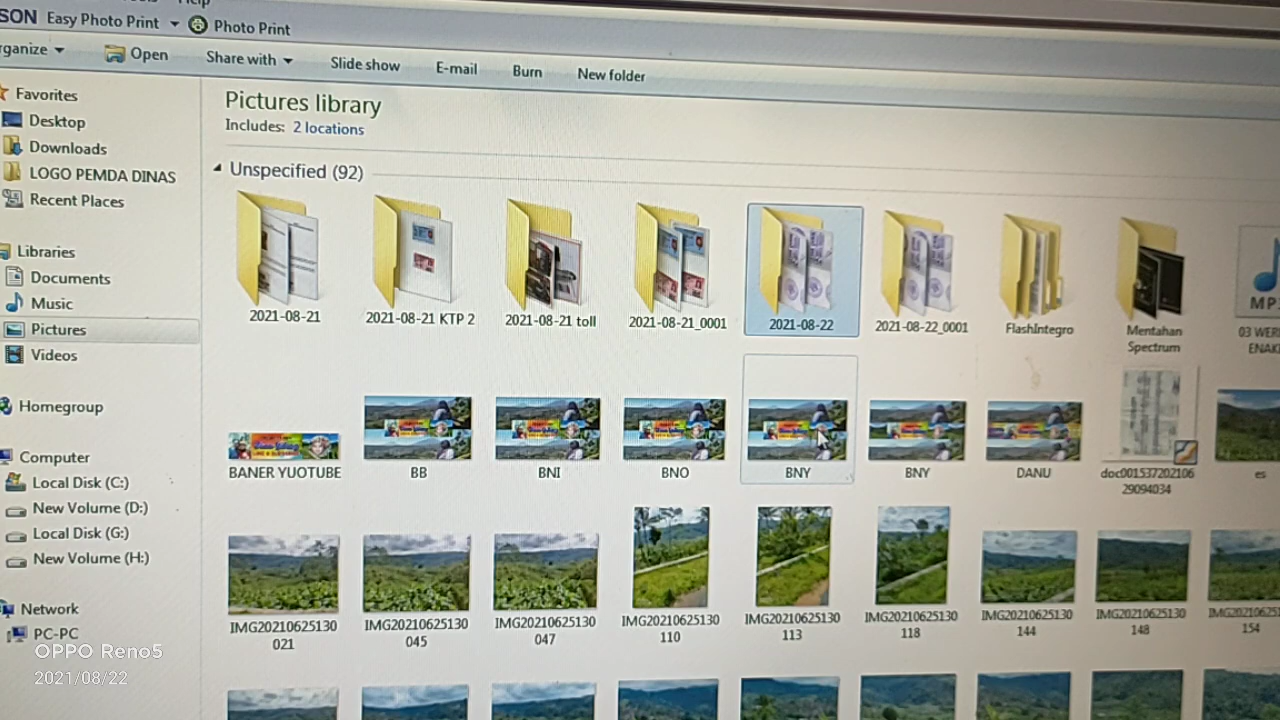 SON Easy Photo Print Photo Print
rganize Open Share with Slide show E-mail Burn New folder
Favorites
Desktop
Downloads
LOGO PEMDA DINAS
Recent Places
Libraries
Documents
Music
Pictures
Videos
Homegroup
Computer
Local Disk (C:)
New Volume (D:)
Local Disk (G:)
New Volume (H:)
Network
PC-PC
Pictures library
Includes: 2 locations
Unspecified (92)
2021-08-21
2021-08-21 KTP 2
2021-08-21 toll
2021-08-21_0001
2021-08-22
2021-08-22_0001
FlashIntegro
Mentahan
Spectrum
MP
03 WER
ENAK
BANER YUOTUBE
BB
BNI
BNO
BNY
BNY
DANU
doc001537202106
29094034
es
IMG20210625130
021
IMG20210625130
045
IMG20210625130
047
IMG20210625130
110
IMG20210625130
113
IMG20210625130
118
IMG20210625130
144
IMG20210625130
148
IMG20210625130
154
OPPO Reno5
2021/08/22